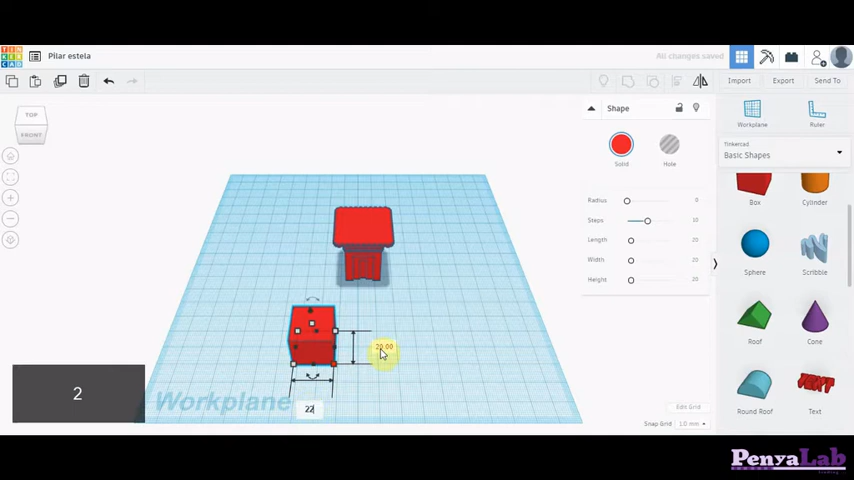 TIN
KER
CAD
Pilar estela
All changes saved
Import
Export
Send To
TOP
FRONT
Shape
Solid
Hole
Workplane
Ruler
Tinkercad
Basic Shapes
Radius 0
Steps 10
Length 20
Width 20
Height 20
Box
Cylinder
Sphere
Scribble
Roof
Cone
Round Roof
TEXT
Text
20.00
22
2
Workplane
Edit Grid
Snap Grid 1.0 mm
PenyaLab